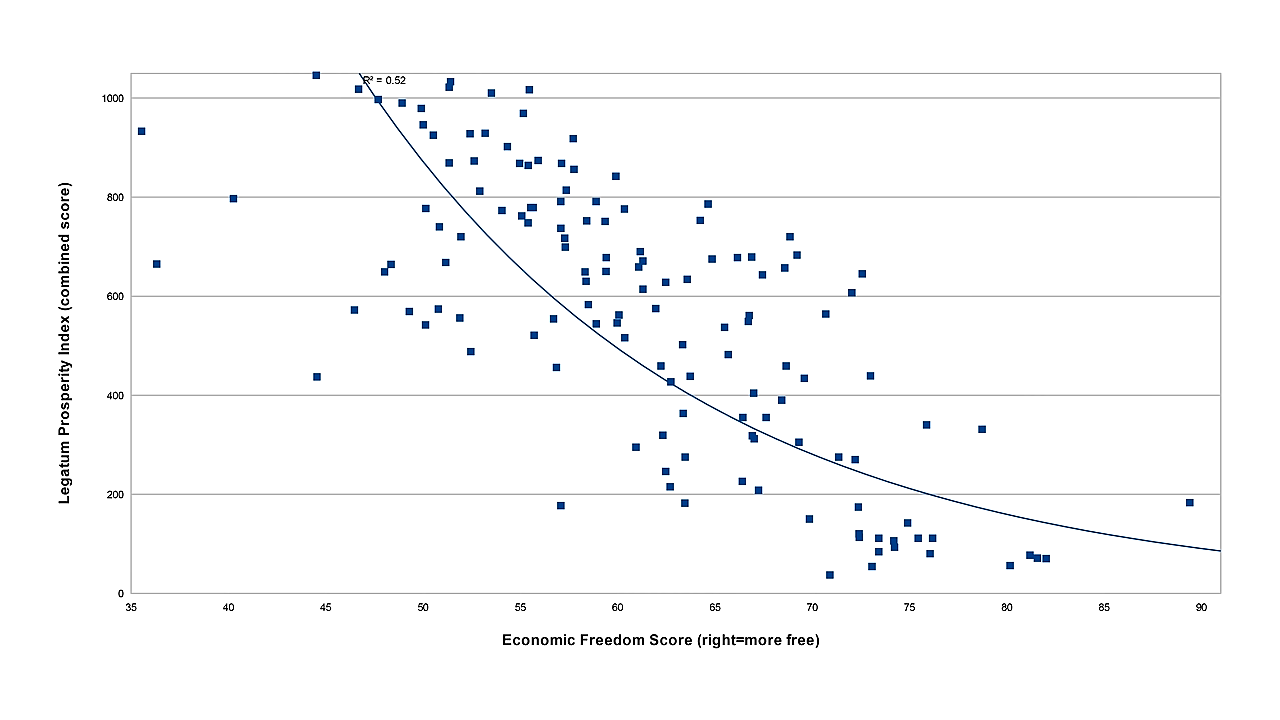 R² = 0.52
1000
800
600
400
200
0
35 40 45 50 55 60 65 70 75 80 85 90
Legatum Prosperity Index (combined score)
Economic Freedom Score (right=more free)